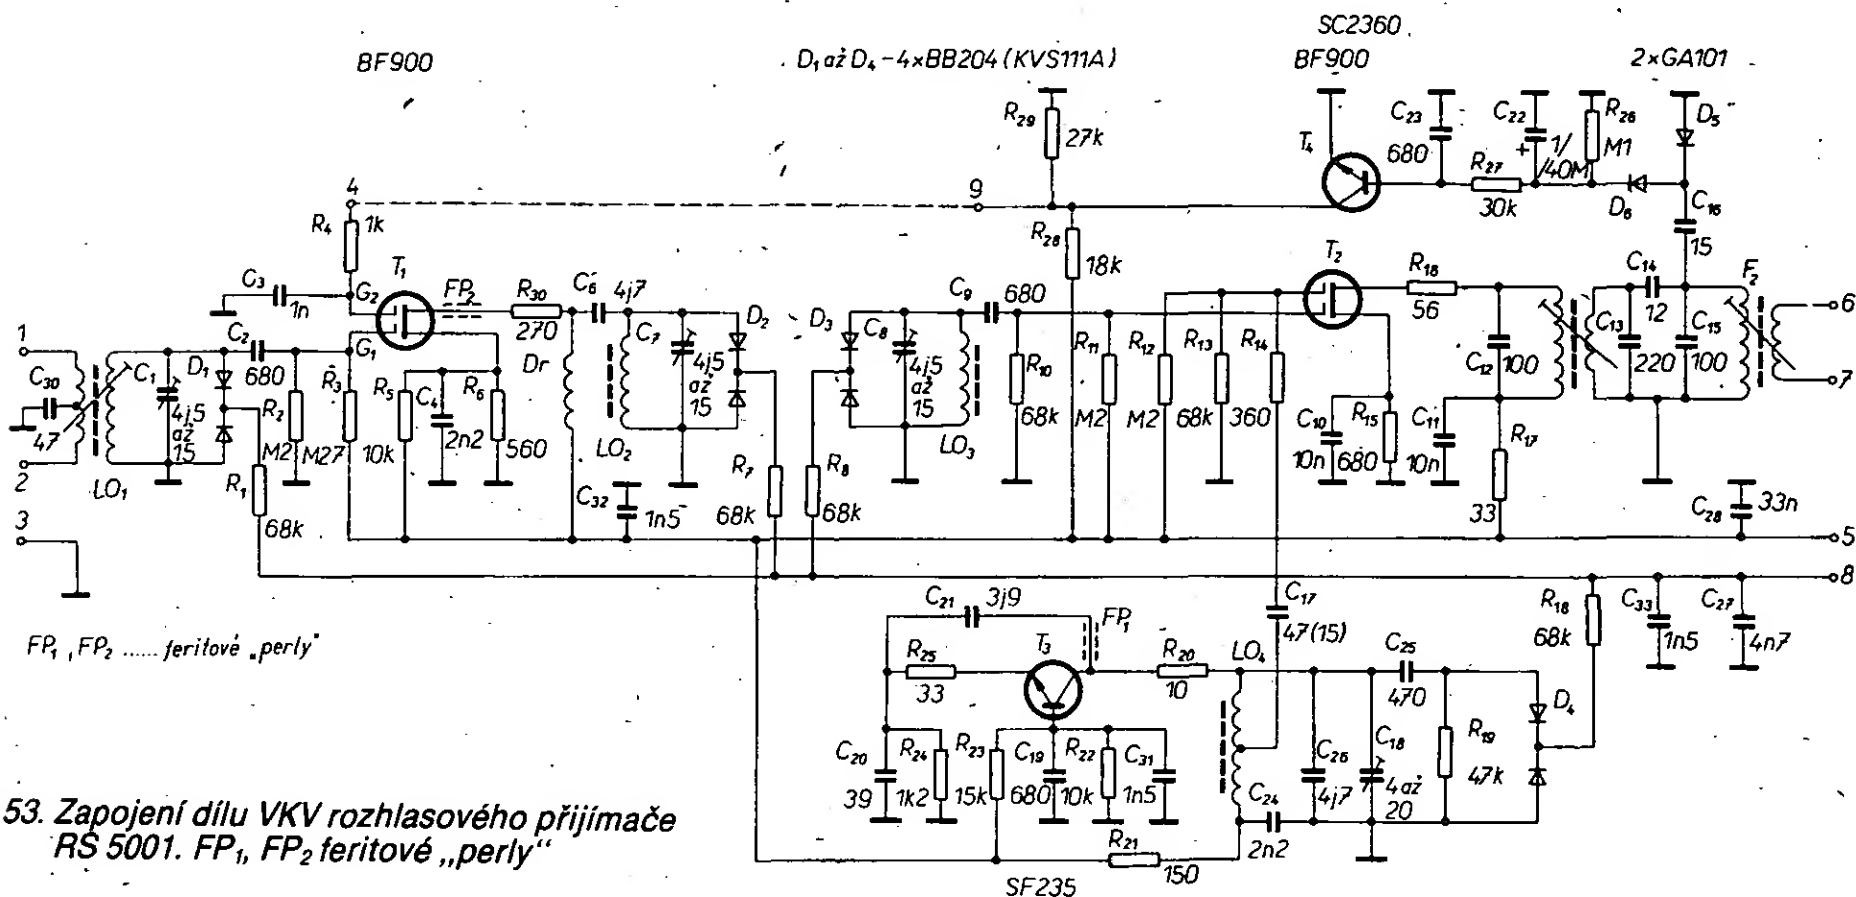 SC2360
BF900
D₁ až D₄ – 4×BB204 (KVS111A)
BF900
2×GA101
R₂₉
27k
C₂₃
680
C₂₂
1/
/40M
+
R₂₆
M1
D₅
T₄
R₂₇
30k
D₆
C₁₆
15
4
9
R₄
1k
R₂₈
18k
C₃
1n
G₂
T₁
FP₂
R₃₀
270
C₆
4j7
C₉
680
T₂
R₁₈
56
C₁₄
12
F₂
6
1
C₂
680
G₁
C₁
4j5
až
15
D₁
C₃₀
47
R₂
M2
R₃
M27
R₅
10k
C₄
2n2
R₆
560
Dr
C₇
4j5
až
15
D₂
D₃
C₈
4j5
až
15
R₁₀
68k
R₁₁
M2
R₁₂
M2
R₁₃
68k
R₁₄
360
C₁₂
100
C₁₃
220
C₁₅
100
7
2
LO₁
R₁
68k
LO₂
C₃₂
1n5
R₇
68k
R₈
68k
LO₃
C₁₀
10n
R₁₅
680
C₁₁
10n
R₁₇
33
C₂₈
33n
3
5
8
FP₁, FP₂ ...... feritové „perly"
C₂₁
3j9
FP₁
C₁₇
47(15)
R₁₈
68k
C₃₃
1n5
C₂₇
4n7
R₂₅
33
T₃
R₂₀
10
LO₄
C₂₅
470
D₄
C₂₀
39
R₂₄
1k2
R₂₃
15k
C₁₉
680
R₂₂
10k
C₃₁
1n5
C₂₆
4j7
C₁₈
4 až
20
R₁₉
47k
C₂₄
2n2
R₂₁
150
SF235
53. Zapojení dílu VKV rozhlasového přijímače
RS 5001. FP₁, FP₂ feritové „perly“